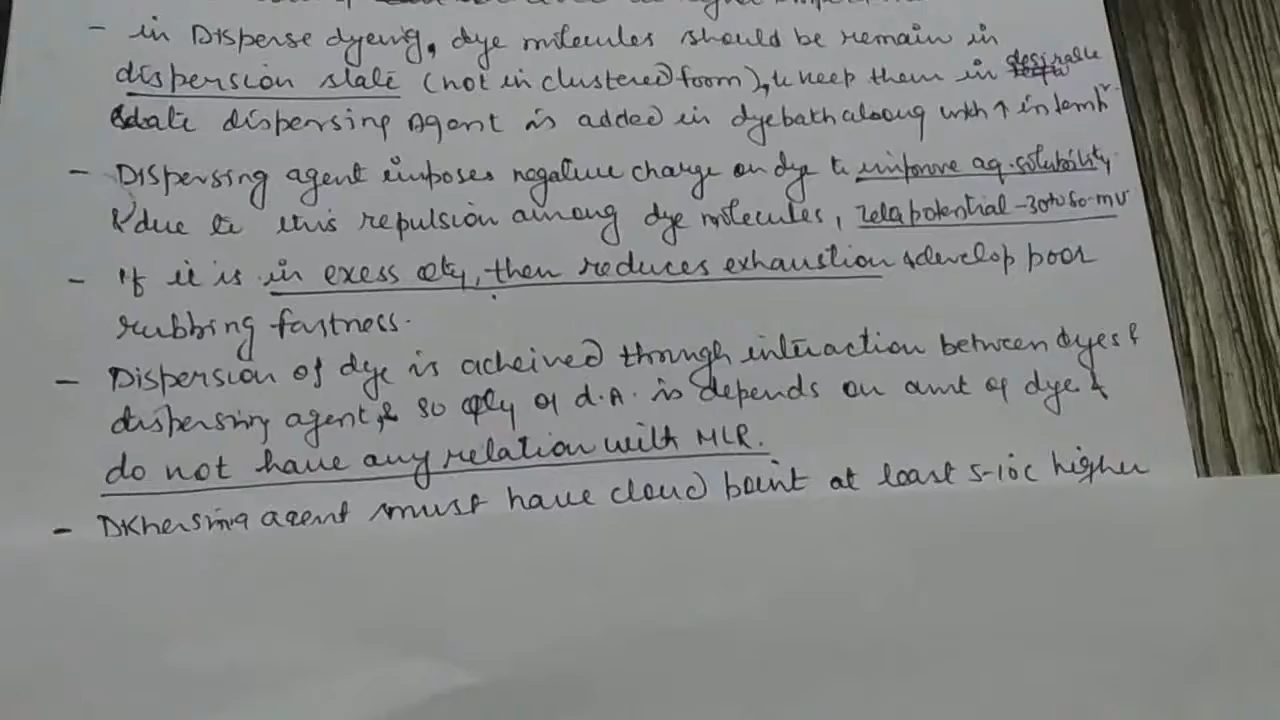 - in Disperse dyeing, dye molecules should be remain in
dispersion state (not in clustered form), to keep them in desirable
state dispersing Agent is added in dyebath aloung with ↑ in temp
- Dispersing agent imposes negative charge on dye to improve aq. solubility
& due to this repulsion among dye molecules, zeta potential -30 to 50 mv
- If it is in exess qty, then reduces exhaustion & develop poor
rubbing fastness.
- Dispersion of dye is acheived through interaction between dyes &
dispersing agent, & so qty of d.A. is depends on amt of dye &
do not have any relation with MLR.
- Dispersing agent must have cloud point at least 5-10c higher